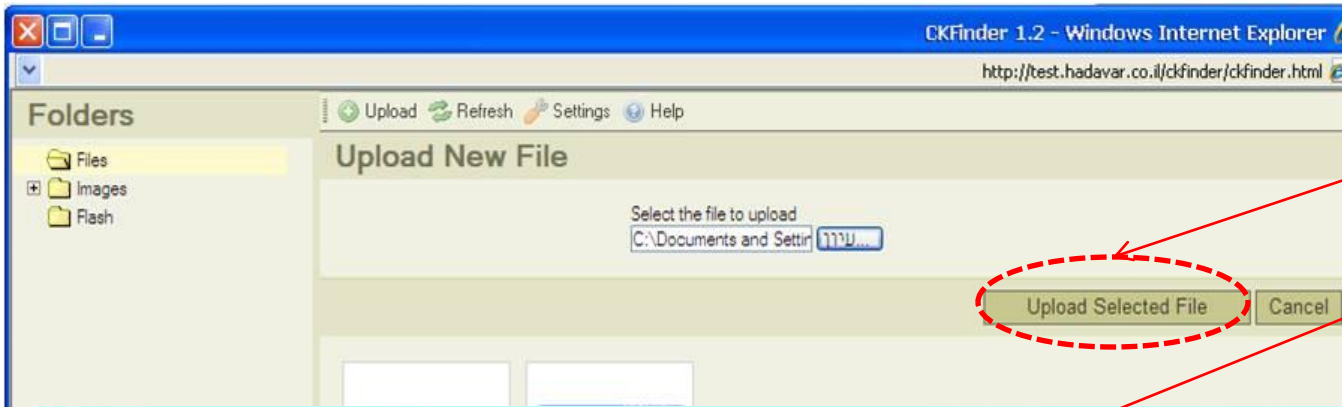 CKFinder 1.2 - Windows Internet Explorer
http://test.hadavar.co.il/ckfinder/ckfinder.html
Folders
Files
Images
Flash
Upload Refresh Settings Help
Upload New File
Select the file to upload
C:\Documents and Settin
עיון...
Upload Selected File
Cancel